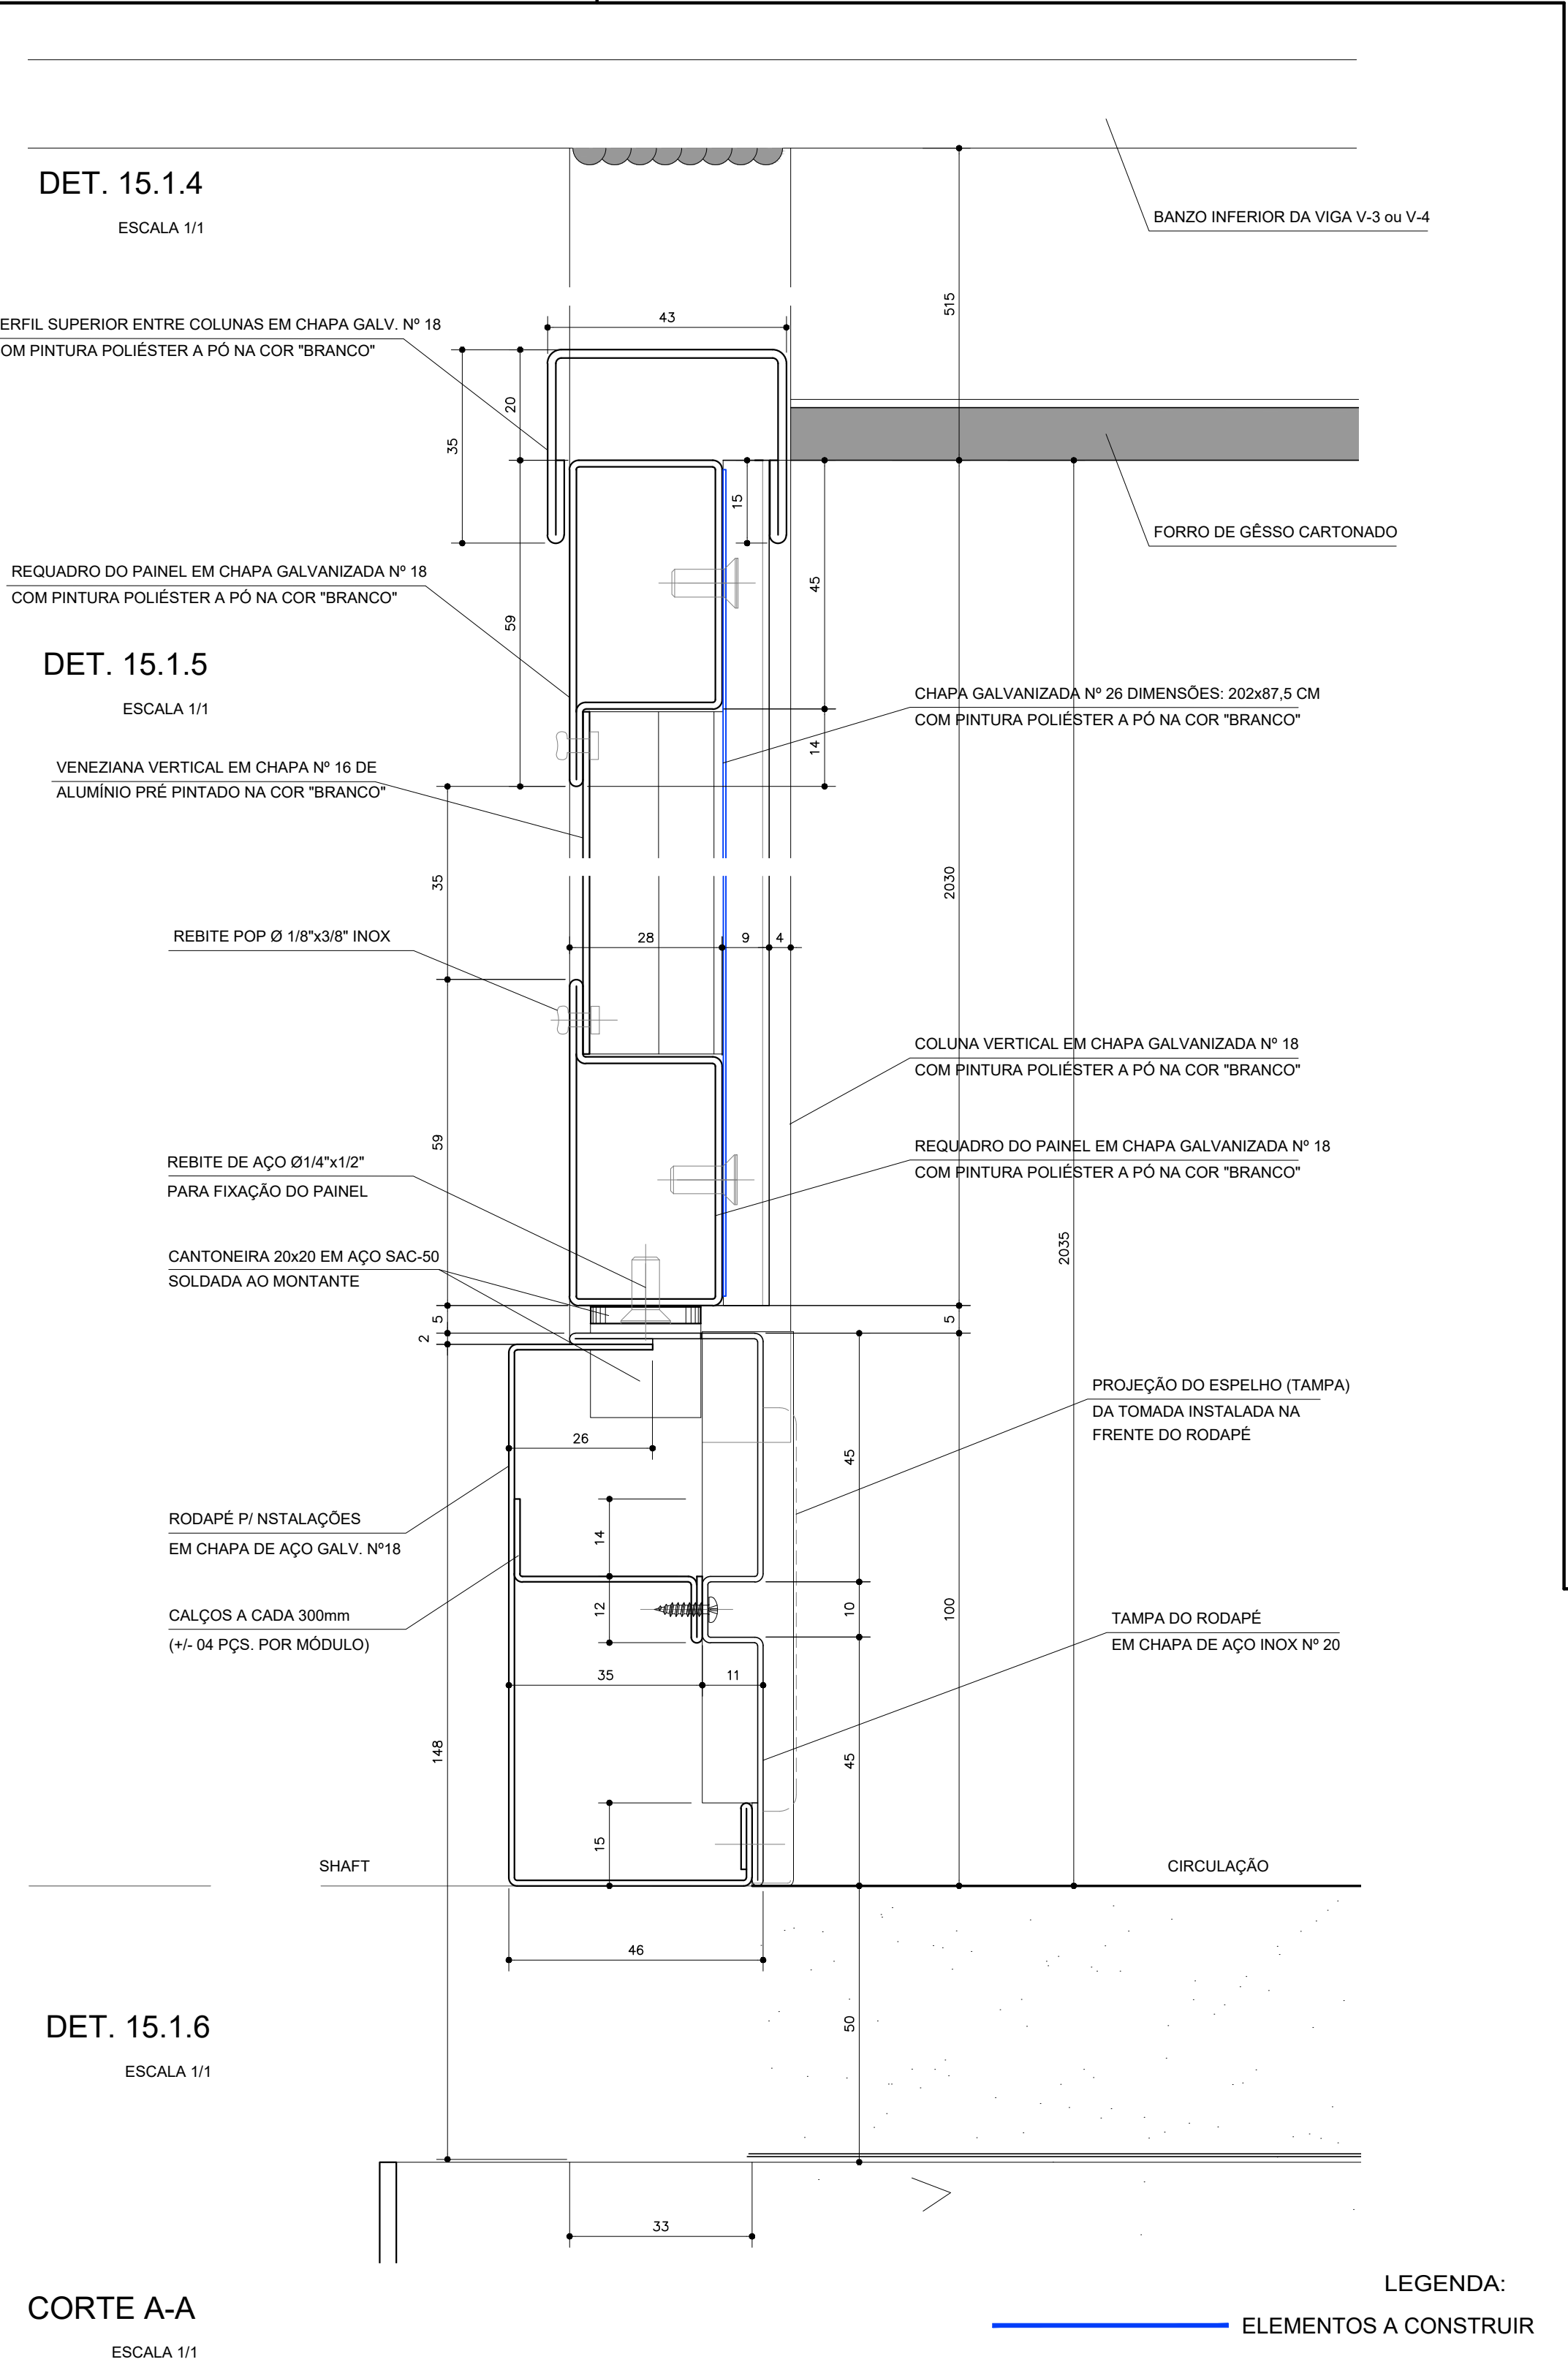 DET. 15.1.4
ESCALA 1/1
BANZO INFERIOR DA VIGA V-3 ou V-4
515
43
ERFIL SUPERIOR ENTRE COLUNAS EM CHAPA GALV. Nº 18
OM PINTURA POLIÉSTER A PÓ NA COR "BRANCO"
20
35
15
FORRO DE GÊSSO CARTONADO
REQUADRO DO PAINEL EM CHAPA GALVANIZADA Nº 18
COM PINTURA POLIÉSTER A PÓ NA COR "BRANCO"
45
59
DET. 15.1.5
ESCALA 1/1
CHAPA GALVANIZADA Nº 26 DIMENSÕES: 202x87,5 CM
COM PINTURA POLIÉSTER A PÓ NA COR "BRANCO"
14
VENEZIANA VERTICAL EM CHAPA Nº 16 DE
ALUMÍNIO PRÉ PINTADO NA COR "BRANCO"
35
2030
REBITE POP Ø 1/8"x3/8" INOX
28
9
4
COLUNA VERTICAL EM CHAPA GALVANIZADA Nº 18
COM PINTURA POLIÉSTER A PÓ NA COR "BRANCO"
59
REQUADRO DO PAINEL EM CHAPA GALVANIZADA Nº 18
COM PINTURA POLIÉSTER A PÓ NA COR "BRANCO"
REBITE DE AÇO Ø1/4"x1/2"
PARA FIXAÇÃO DO PAINEL
2035
CANTONEIRA 20x20 EM AÇO SAC-50
SOLDADA AO MONTANTE
5
5
2
PROJEÇÃO DO ESPELHO (TAMPA)
DA TOMADA INSTALADA NA
FRENTE DO RODAPÉ
26
45
RODAPÉ P/ NSTALAÇÕES
EM CHAPA DE AÇO GALV. Nº18
14
CALÇOS A CADA 300mm
(+/- 04 PÇS. POR MÓDULO)
12
10
100
TAMPA DO RODAPÉ
EM CHAPA DE AÇO INOX Nº 20
35
11
148
45
15
SHAFT
CIRCULAÇÃO
46
50
DET. 15.1.6
ESCALA 1/1
33
CORTE A-A
ESCALA 1/1
LEGENDA:
ELEMENTOS A CONSTRUIR